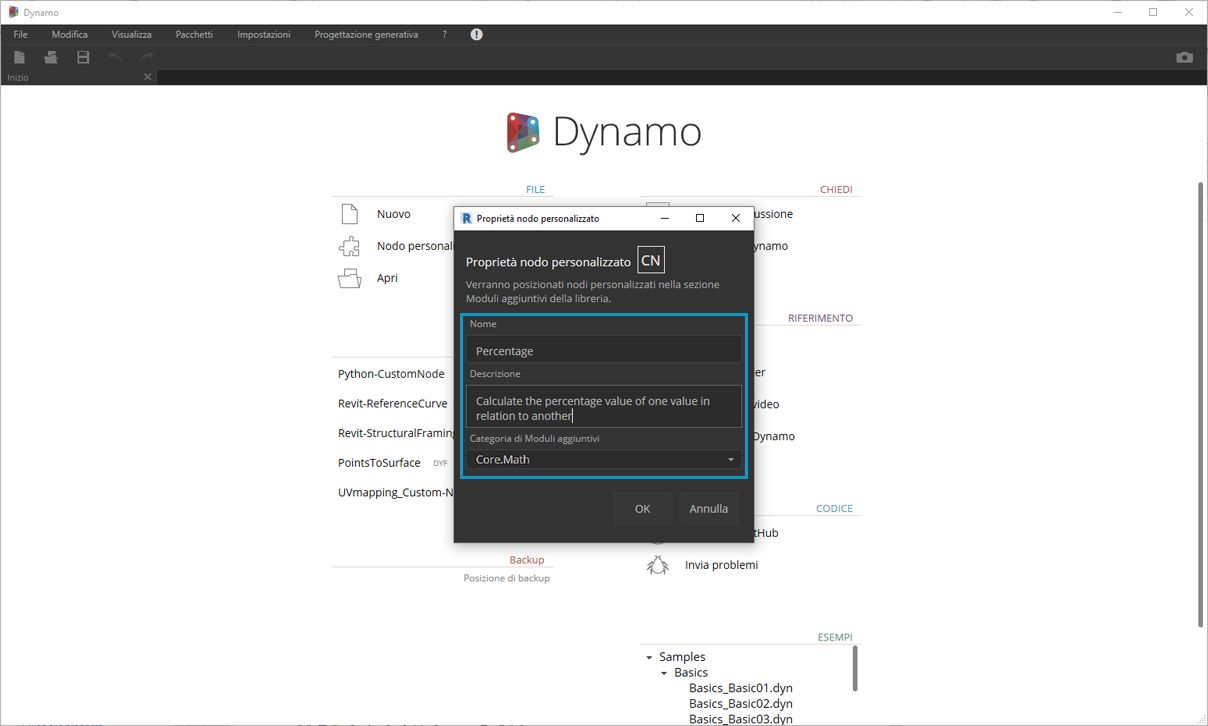 Dynamo
File Modifica Visualizza Pacchetti Impostazioni Progettazione generativa ?
Inizio
Dynamo
FILE
Nuovo
Nodo personal
Apri
Python-CustomNode
Revit-ReferenceCurve
Revit-StructuralFraming
PointsToSurface DYF
UVmapping_Custom-N
Backup
Posizione di backup
Proprietà nodo personalizzato
Proprietà nodo personalizzato CN
Verranno posizionati nodi personalizzati nella sezione
Moduli aggiuntivi della libreria.
Nome
Percentage
Descrizione
Calculate the percentage value of one value in
relation to another
Categoria di Moduli aggiuntivi
Core.Math
OK Annulla
CHIEDI
ussione
ynamo
RIFERIMENTO
er
video
Dynamo
CODICE
tHub
Invia problemi
ESEMPI
Samples
Basics
Basics_Basic01.dyn
Basics_Basic02.dyn
Basics_Basic03.dyn